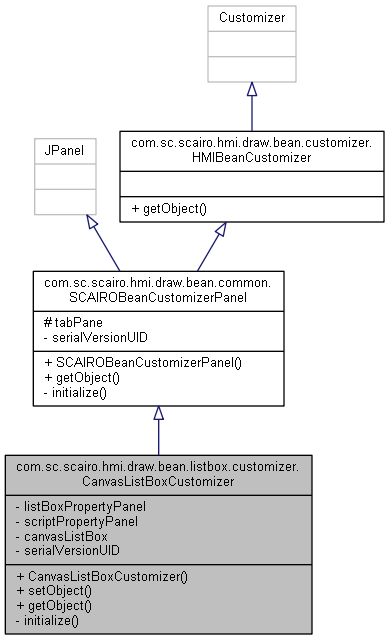 Customizer
com.sc.scairo.hmi.draw.bean.customizer.
HMIBeanCustomizer
+ getObject()
JPanel
com.sc.scairo.hmi.draw.bean.common.
SCAIROBeanCustomizerPanel
# tabPane
- serialVersionUID
+ SCAIROBeanCustomizerPanel()
+ getObject()
- initialize()
com.sc.scairo.hmi.draw.bean.listbox.customizer.
CanvasListBoxCustomizer
- listBoxPropertyPanel
- scriptPropertyPanel
- canvasListBox
- serialVersionUID
+ CanvasListBoxCustomizer()
+ setObject()
+ getObject()
- initialize()